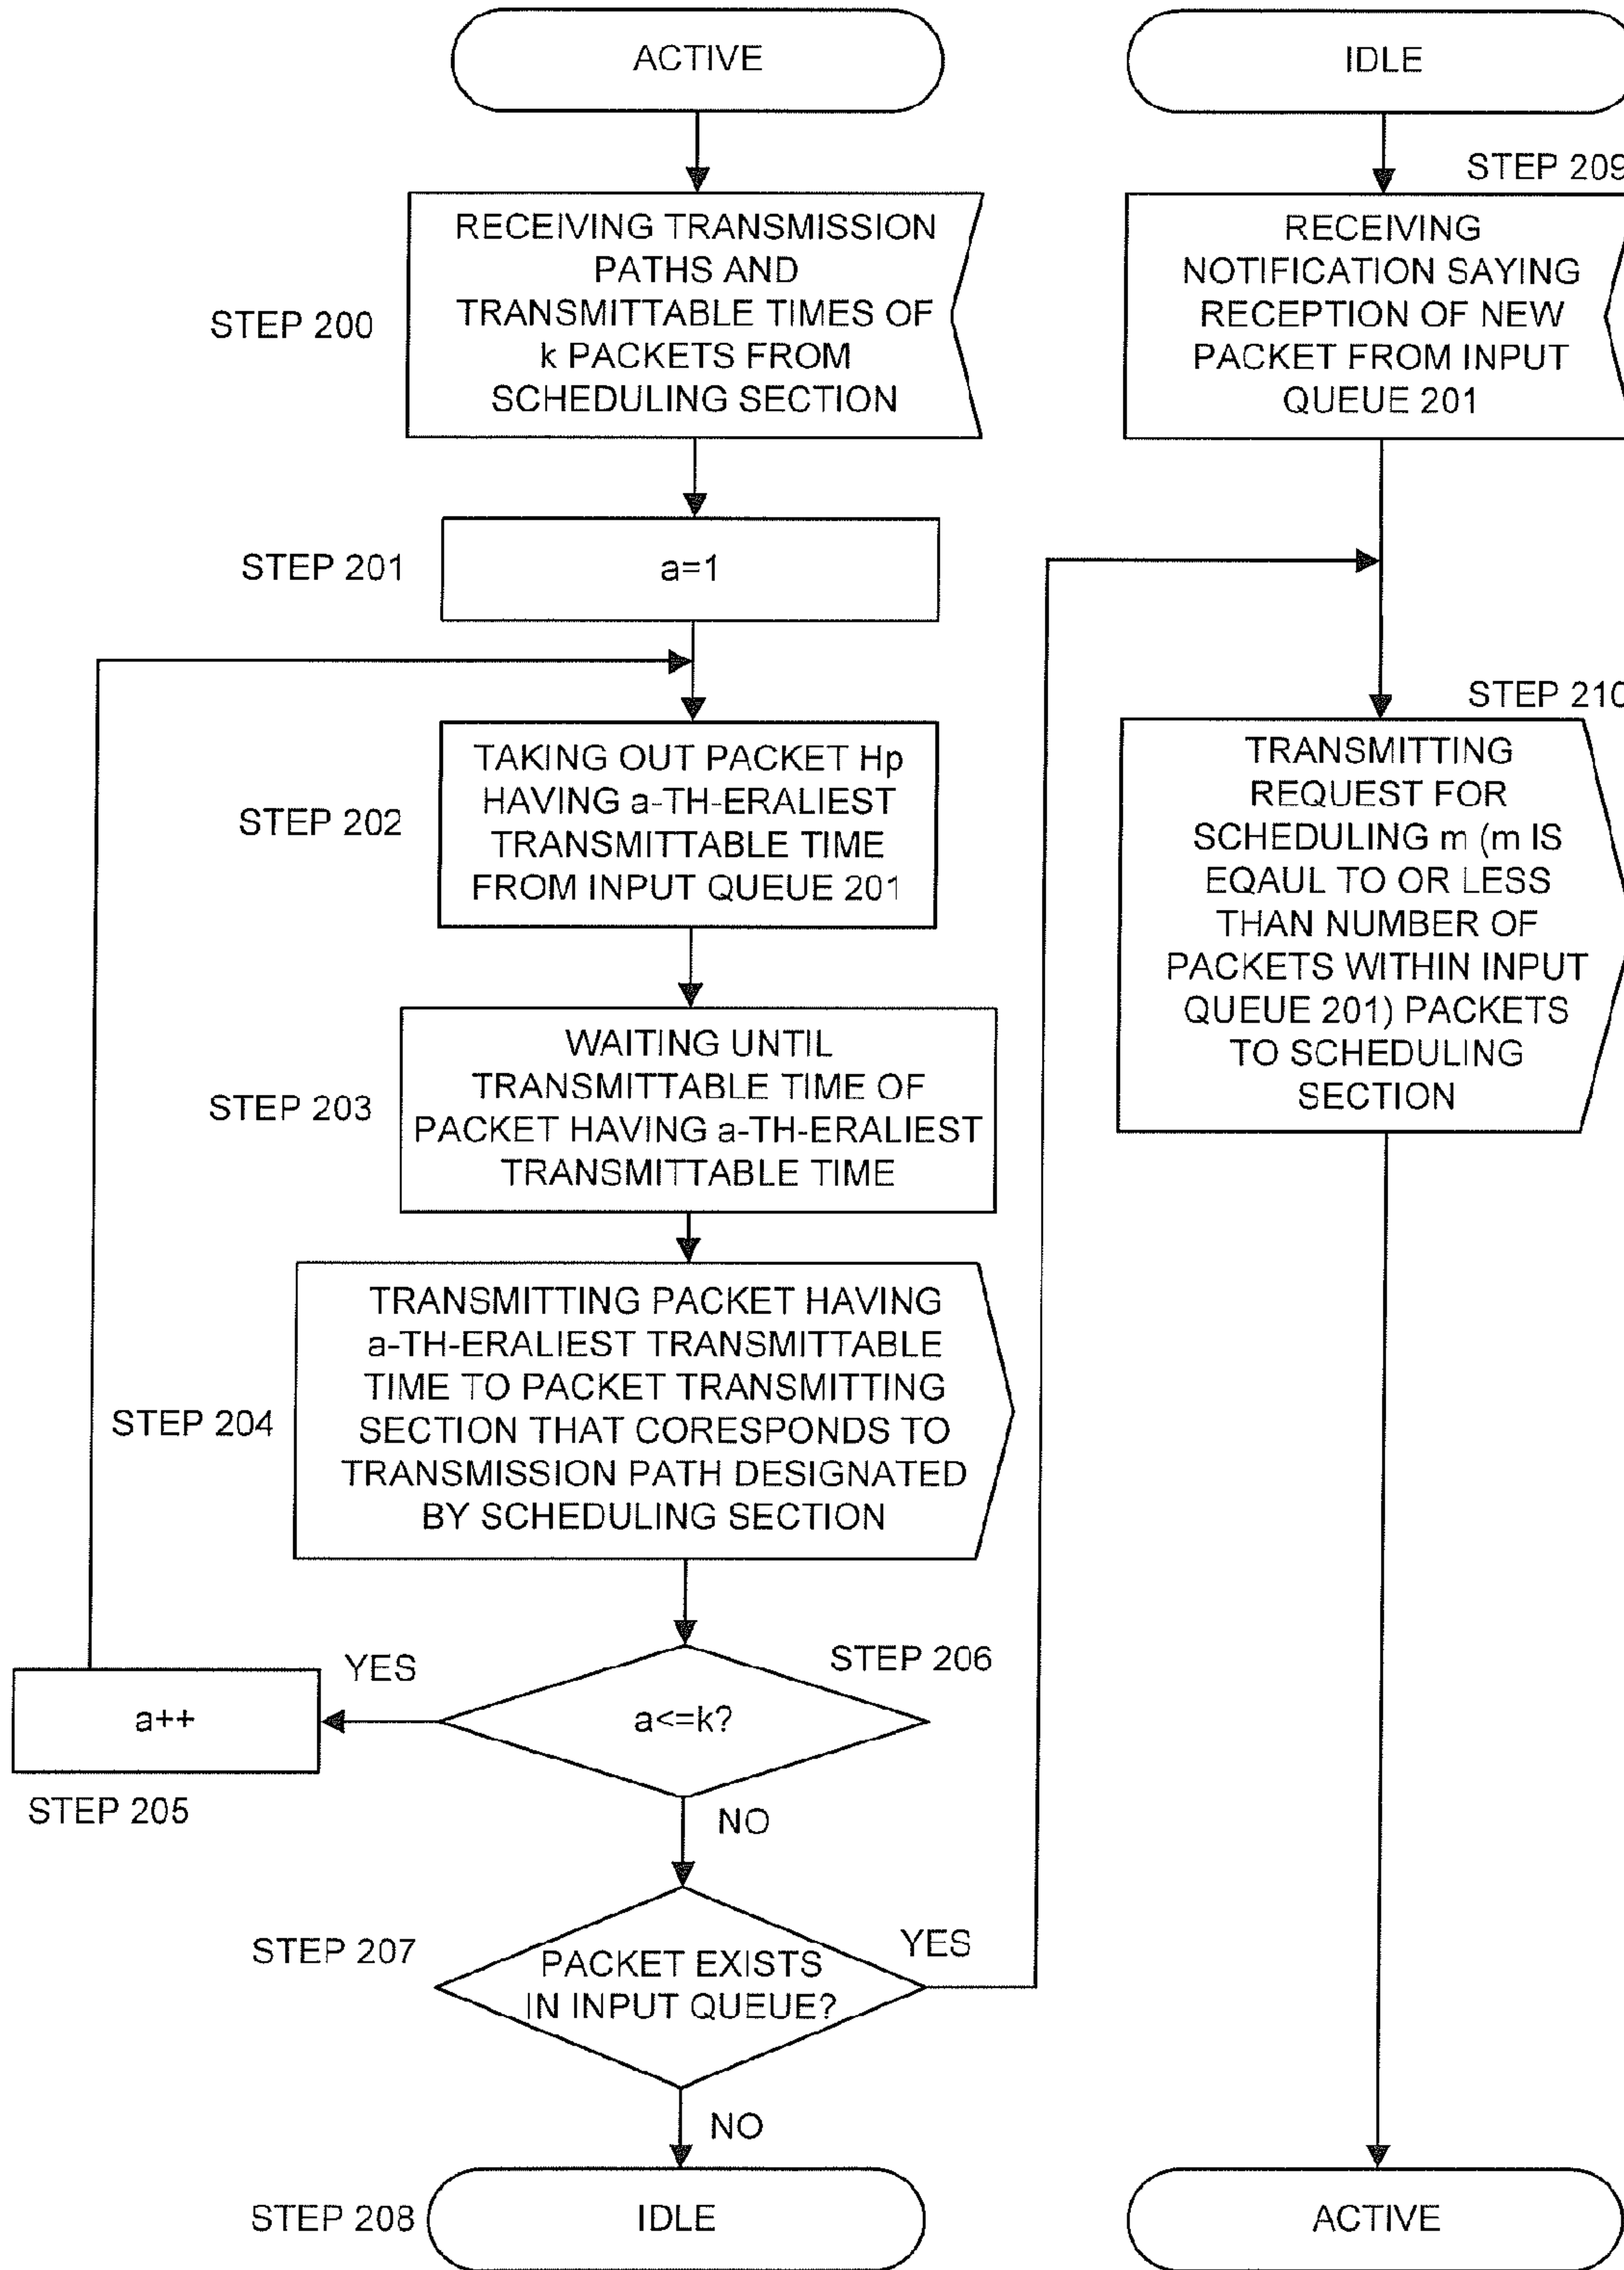 ACTIVE
STEP 200
RECEIVING TRANSMISSION
PATHS AND
TRANSMITTABLE TIMES OF
k PACKETS FROM
SCHEDULING SECTION
STEP 201
a=1
STEP 202
TAKING OUT PACKET Hp
HAVING a-TH-ERALIEST
TRANSMITTABLE TIME
FROM INPUT QUEUE 201
STEP 203
WAITING UNTIL
TRANSMITTABLE TIME OF
PACKET HAVING a-TH-ERALIEST
TRANSMITTABLE TIME
STEP 204
TRANSMITTING PACKET HAVING
a-TH-ERALIEST TRANSMITTABLE
TIME TO PACKET TRANSMITTING
SECTION THAT CORESPONDS TO
TRANSMISSION PATH DESIGNATED
BY SCHEDULING SECTION
STEP 206
a<=k?
YES
a++
STEP 205
NO
STEP 207
PACKET EXISTS
IN INPUT QUEUE?
YES
NO
STEP 208
IDLE
IDLE
STEP 209
RECEIVING
NOTIFICATION SAYING
RECEPTION OF NEW
PACKET FROM INPUT
QUEUE 201
STEP 210
TRANSMITTING
REQUEST FOR
SCHEDULING m (m IS
EQAUL TO OR LESS
THAN NUMBER OF
PACKETS WITHIN INPUT
QUEUE 201) PACKETS
TO SCHEDULING
SECTION
ACTIVE